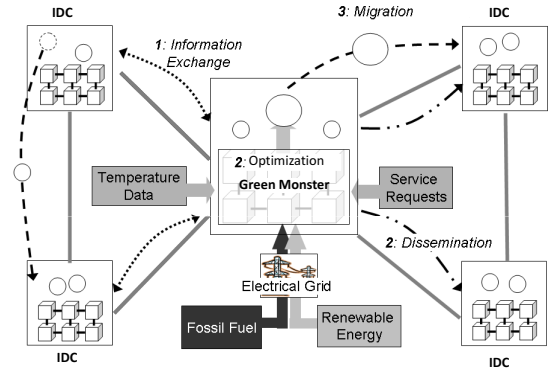 IDC
3: Migration
IDC
1: Information
Exchange
2: Optimization
Green Monster
Temperature
Data
Service
Requests
2: Dissemination
Electrical Grid
Fossil Fuel
Renewable
Energy
IDC
IDC